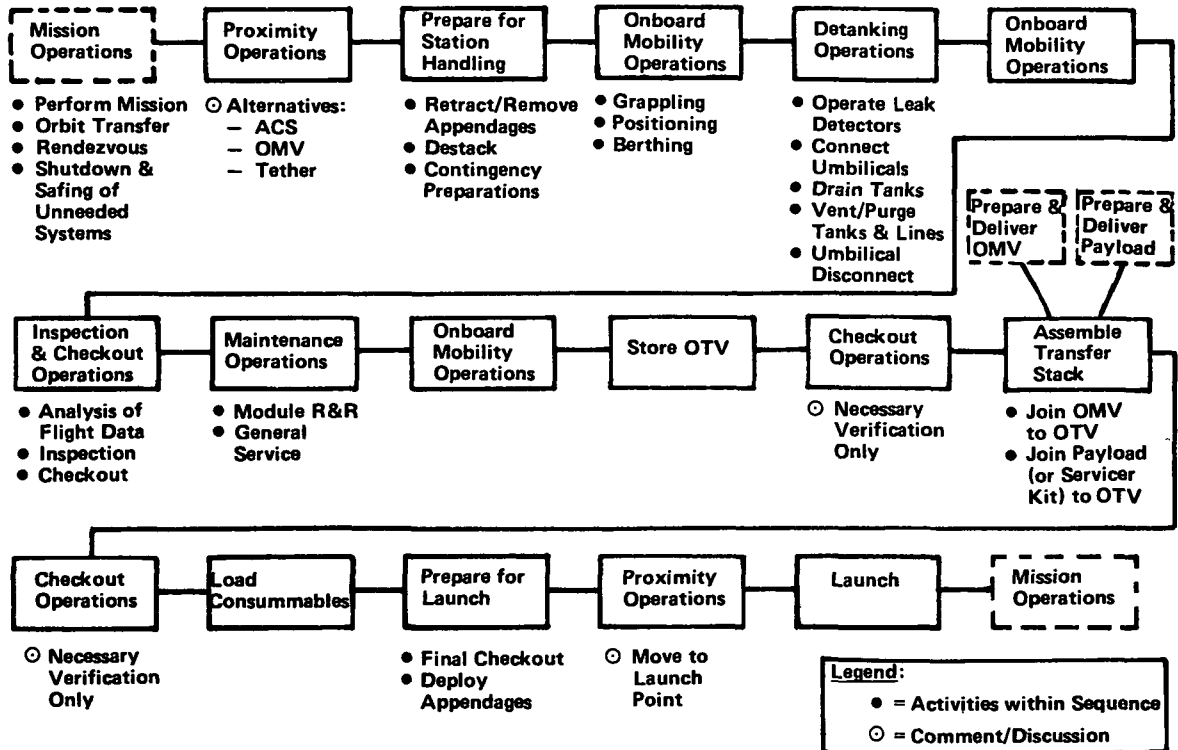 Mission
Operations
Proximity
Operations
Prepare for
Station
Handling
Onboard
Mobility
Operations
Detanking
Operations
Onboard
Mobility
Operations
● Perform Mission
● Orbit Transfer
● Rendezvous
● Shutdown &
Safing of
Unneeded
Systems
⊙ Alternatives:
– ACS
– OMV
– Tether
● Retract/Remove
Appendages
● Destack
● Contingency
Preparations
● Grappling
● Positioning
● Berthing
● Operate Leak
Detectors
● Connect
Umbilicals
● Drain Tanks
● Vent/Purge
Tanks & Lines
● Umbilical
Disconnect
Prepare &
Deliver
OMV
Prepare &
Deliver
Payload
Inspection
& Checkout
Operations
Maintenance
Operations
Onboard
Mobility
Operations
Store OTV
Checkout
Operations
Assemble
Transfer
Stack
● Analysis of
Flight Data
● Inspection
● Checkout
● Module R&R
● General
Service
⊙ Necessary
Verification
Only
● Join OMV
to OTV
● Join Payload
(or Servicer
Kit) to OTV
Checkout
Operations
Load
Consummables
Prepare for
Launch
Proximity
Operations
Launch
Mission
Operations
⊙ Necessary
Verification
Only
● Final Checkout
● Deploy
Appendages
⊙ Move to
Launch
Point
Legend:
● = Activities within Sequence
⊙ = Comment/Discussion